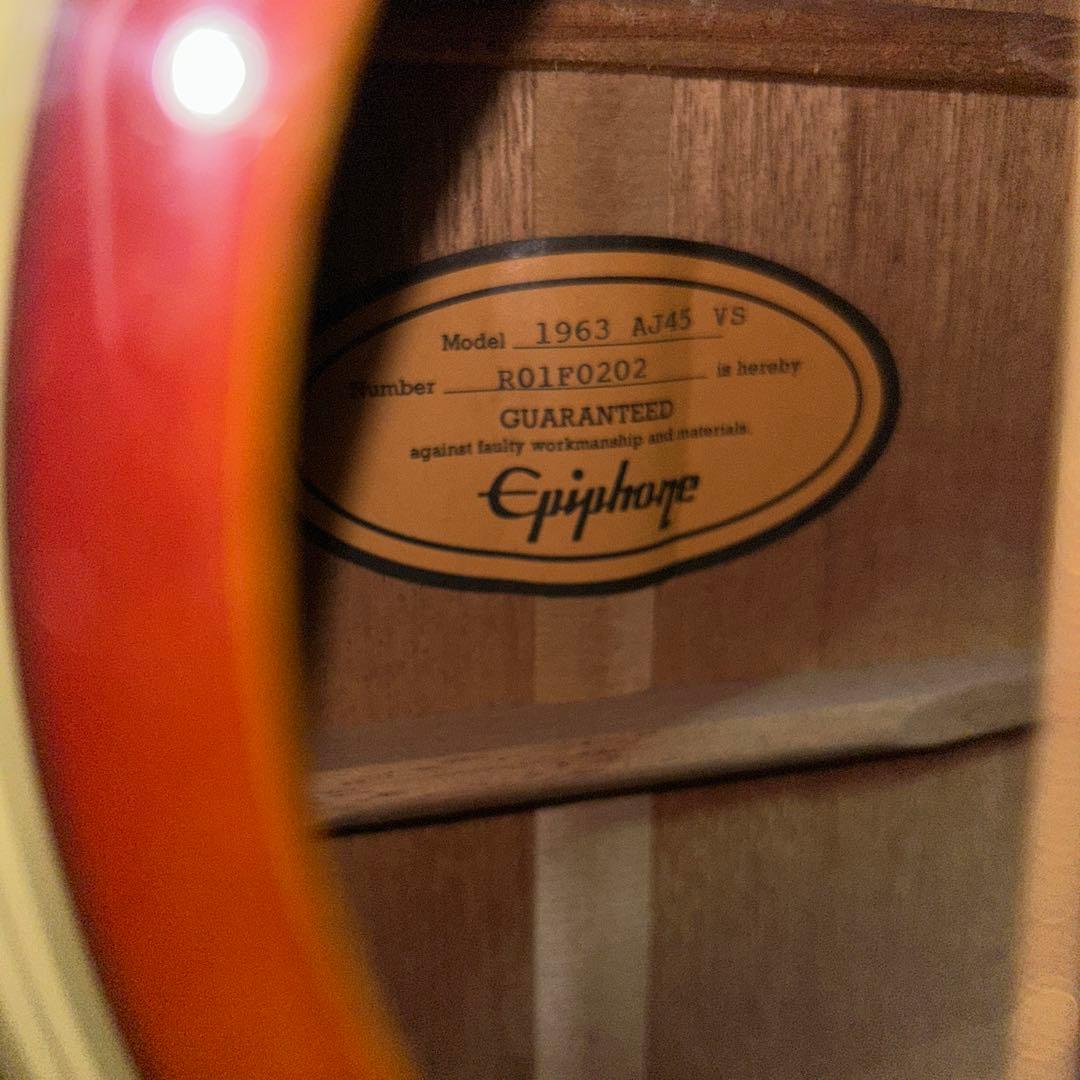 Model 1963 AJ45 VS
Number R01F0202 is hereby
GUARANTEED
against faulty workmanship and materials.
Epiphone